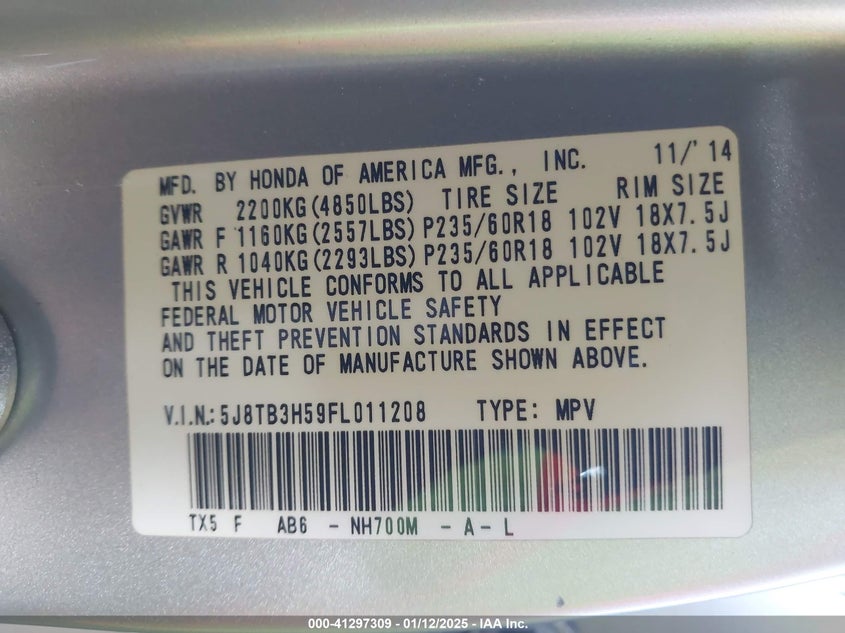 MFD. BY HONDA OF AMERICA MFG., INC. 11/'14
GVWR 2200KG(4850LBS) TIRE SIZE RIM SIZE
GAWR F 1160KG(2557LBS) P235/60R18 102V 18X7.5J
GAWR R 1040KG(2293LBS) P235/60R18 102V 18X7.5J
THIS VEHICLE CONFORMS TO ALL APPLICABLE
FEDERAL MOTOR VEHICLE SAFETY
AND THEFT PREVENTION STANDARDS IN EFFECT
ON THE DATE OF MANUFACTURE SHOWN ABOVE.
V.I.N.: 5J8TB3H59FL011208 TYPE: MPV
TX5 F AB6 - NH700M - A - L
000-41297309 - 01/12/2025 - IAA Inc.